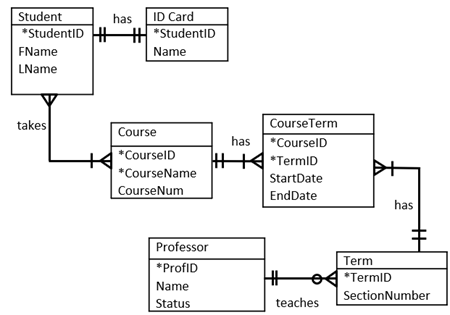 Student
*StudentID
FName
LName
has
ID Card
*StudentID
Name
takes
Course
*CourseID
*CourseName
CourseNum
has
CourseTerm
*CourseID
*TermID
StartDate
EndDate
has
Professor
*ProfID
Name
Status
teaches
Term
*TermID
SectionNumber